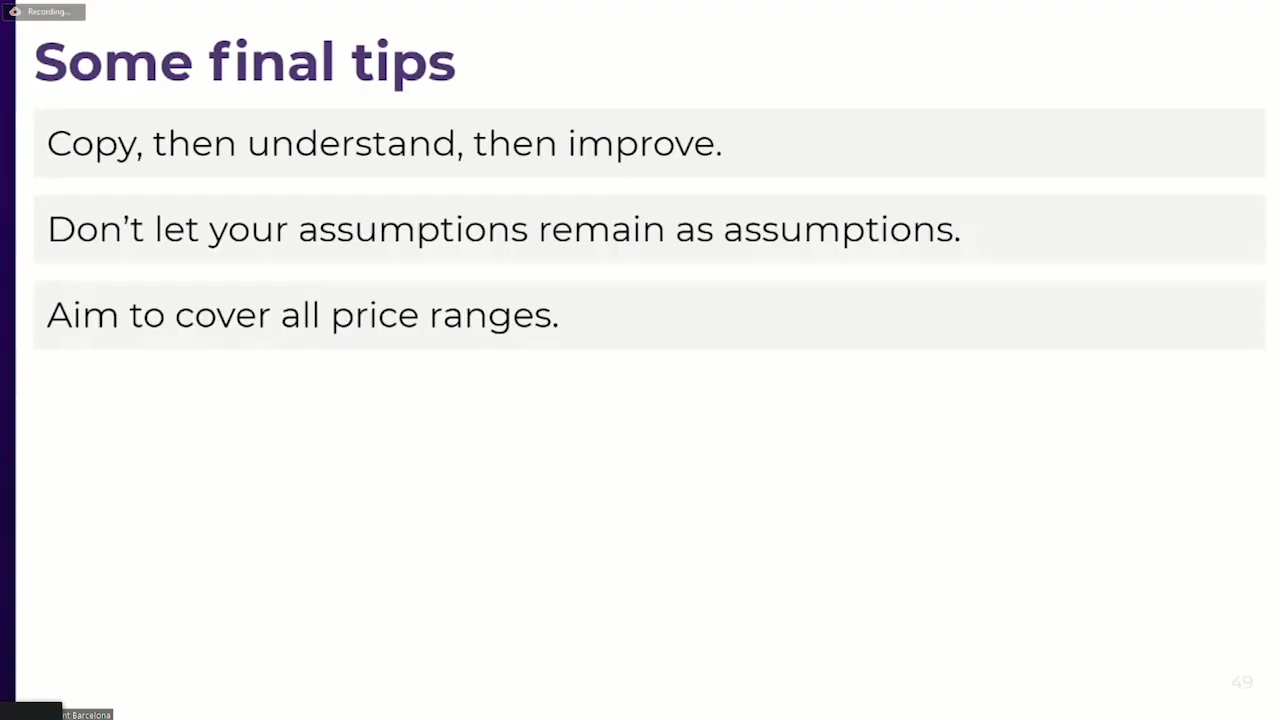 Recording...
Some final tips
Copy, then understand, then improve.
Don’t let your assumptions remain as assumptions.
Aim to cover all price ranges.
49
Barcelona